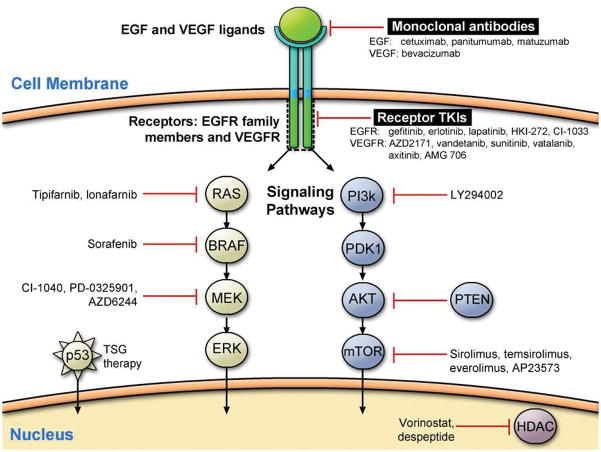 EGF and VEGF ligands
Monoclonal antibodies
EGF: cetuximab, panitumumab, matuzumab
VEGF: bevacizumab
Cell Membrane
Receptors: EGFR family
members and VEGFR
Receptor TKIs
EGFR: gefitinib, erlotinib, lapatinib, HKI-272, CI-1033
VEGFR: AZD2171, vandetanib, sunitinib, vatalanib,
axitinib, AMG 706
Signaling
Pathways
Tipifarnib, lonafarnib
RAS
PI3k
LY294002
Sorafenib
BRAF
PDK1
CI-1040, PD-0325901,
AZD6244
MEK
AKT
PTEN
p53
TSG
therapy
ERK
mTOR
Sirolimus, temsirolimus,
everolimus, AP23573
Nucleus
Vorinostat,
despeptide
HDAC